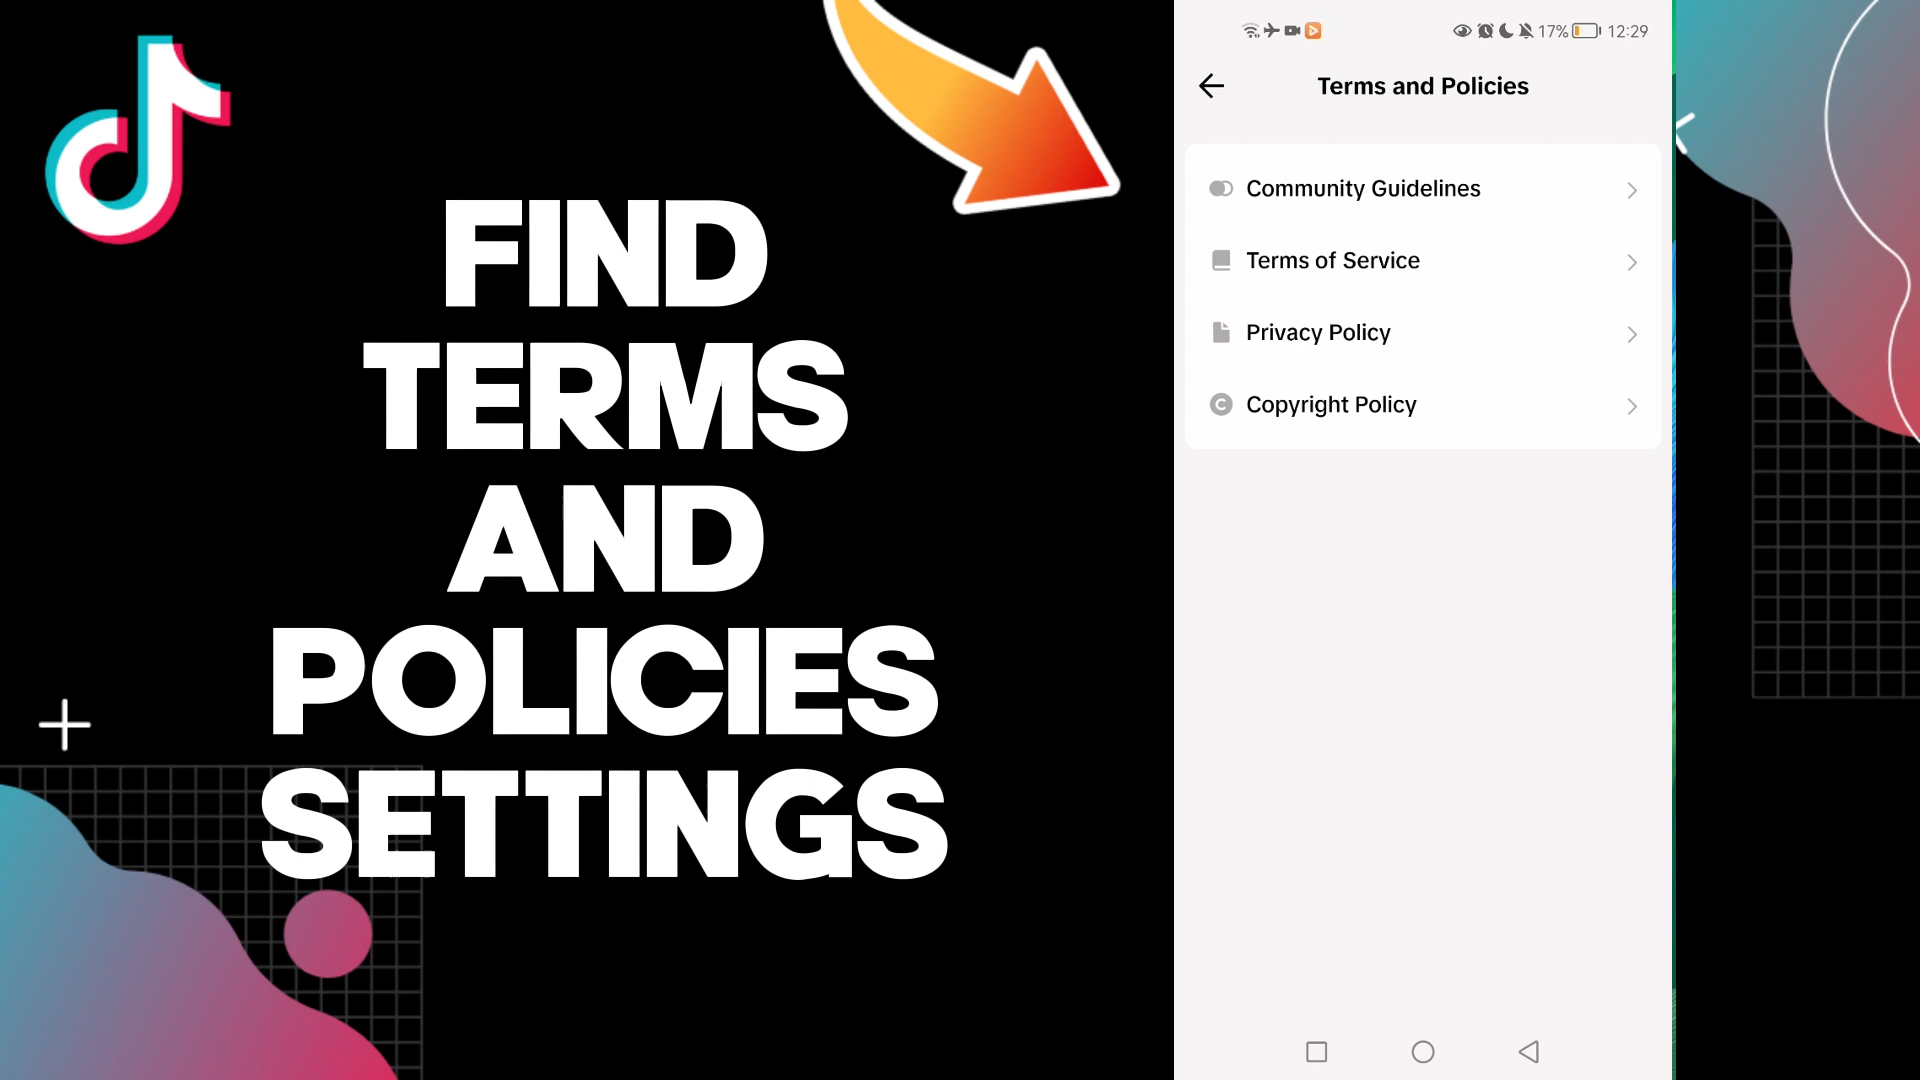 FIND
TERMS
AND
POLICIES
SETTINGS
17% 12:29
Terms and Policies
Community Guidelines
Terms of Service
Privacy Policy
Copyright Policy